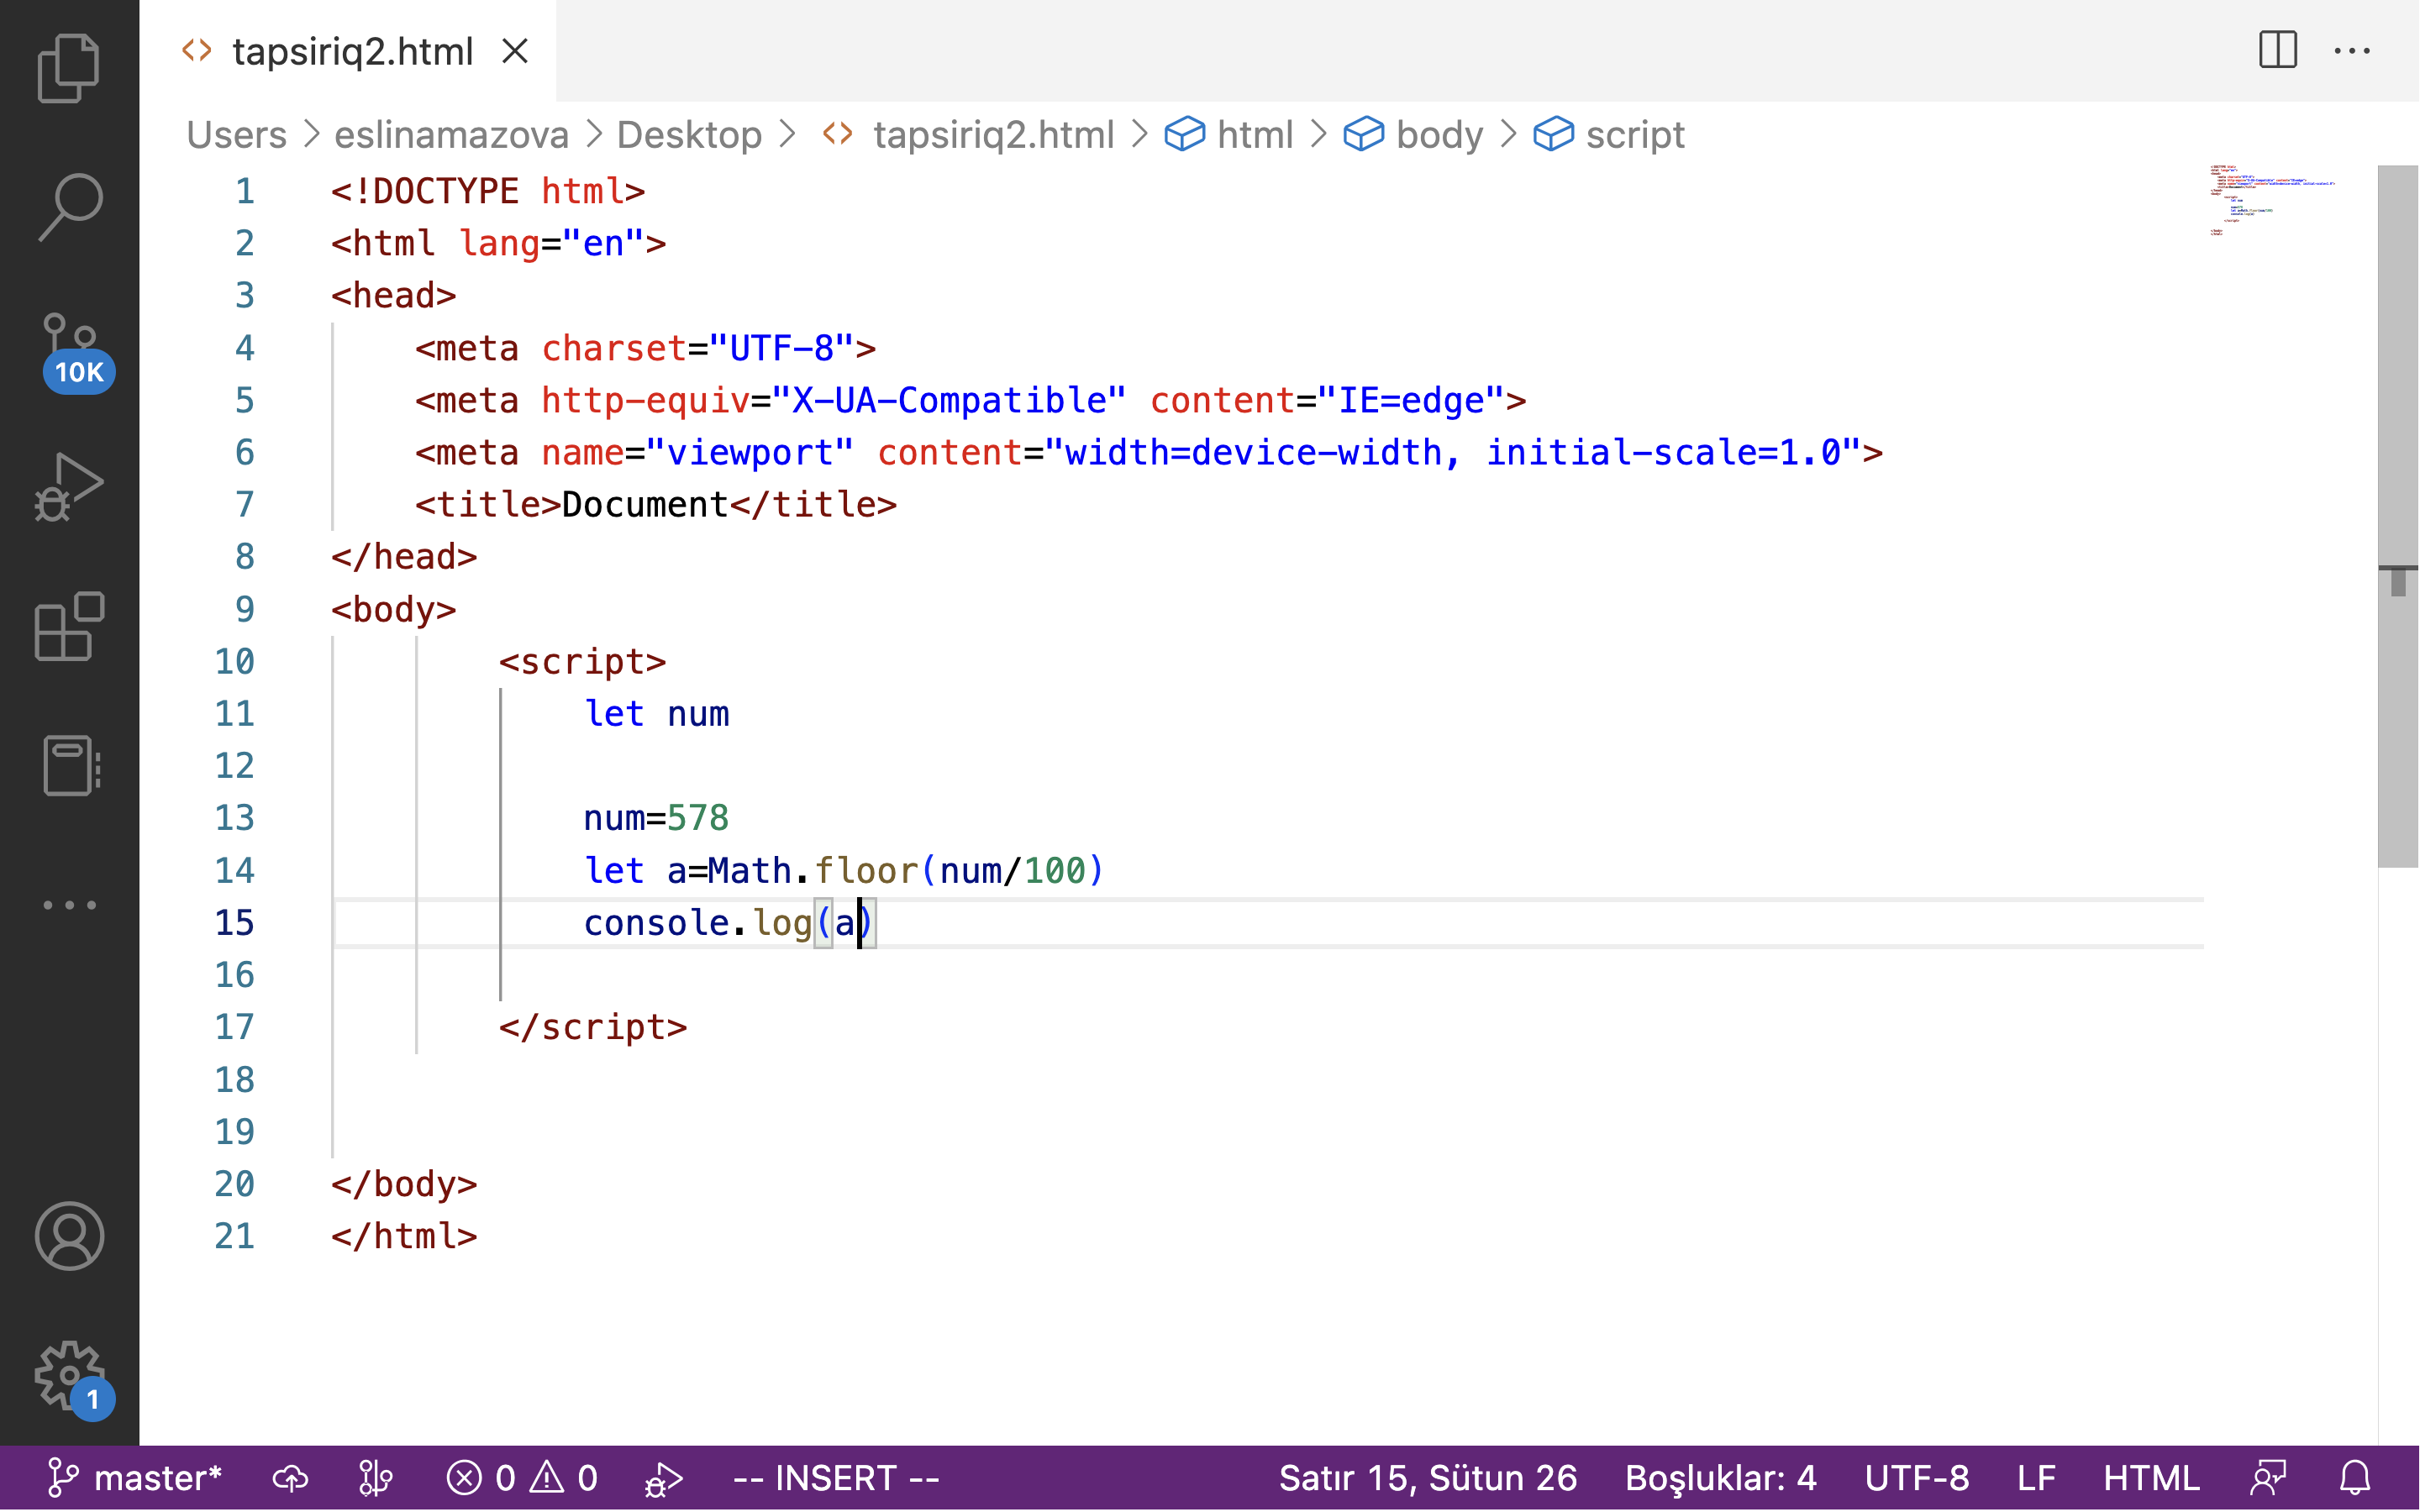 tapsiriq2.html
Users > eslinamazova > Desktop > tapsiriq2.html > html > body > script
1 <!DOCTYPE html>
2 <html lang="en">
3 <head>
4     <meta charset="UTF-8">
5     <meta http-equiv="X-UA-Compatible" content="IE=edge">
6     <meta name="viewport" content="width=device-width, initial-scale=1.0">
7     <title>Document</title>
8 </head>
9 <body>
10         <script>
11             let num
12
13             num=578
14             let a=Math.floor(num/100)
15             console.log(a)
16
17         </script>
18
19
20 </body>
21 </html>
10K
1
master* 0 0 -- INSERT -- Satır 15, Sütun 26 Boşluklar: 4 UTF-8 LF HTML